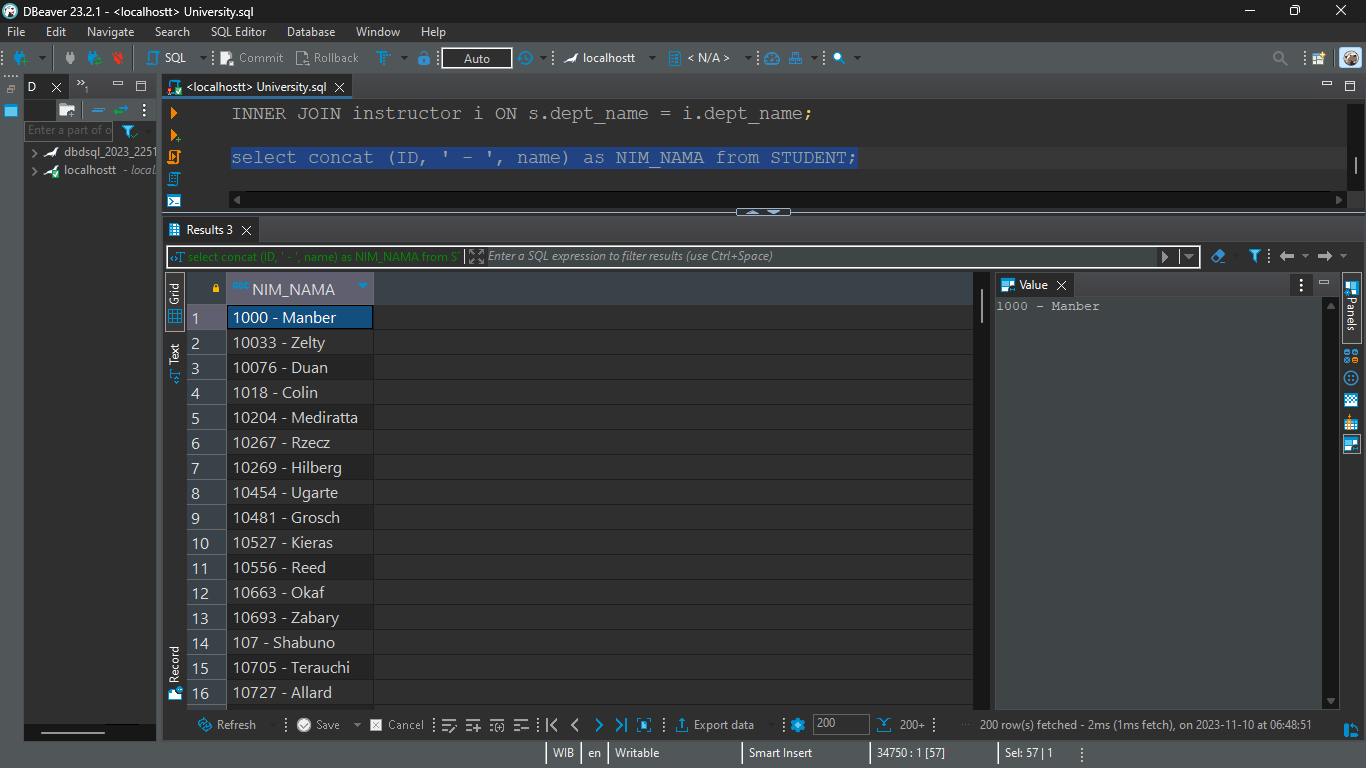 DBeaver 23.2.1 - <localhostt> University.sql
File Edit Navigate Search SQL Editor Database Window Help
SQL Commit Rollback Auto localhostt < N/A >
D »1 <localhostt> University.sql
Enter a part of o
dbdsql_2023_2251
localhostt - local
INNER JOIN instructor i ON s.dept_name = i.dept_name;
select concat (ID, ' - ', name) as NIM_NAMA from STUDENT;
Results 3
select concat (ID, ' - ', name) as NIM_NAMA from S Enter a SQL expression to filter results (use Ctrl+Space)
Grid
Text
Record
NIM_NAMA
1 1000 - Manber
2 10033 - Zelty
3 10076 - Duan
4 1018 - Colin
5 10204 - Mediratta
6 10267 - Rzecz
7 10269 - Hilberg
8 10454 - Ugarte
9 10481 - Grosch
10 10527 - Kieras
11 10556 - Reed
12 10663 - Okaf
13 10693 - Zabary
14 107 - Shabuno
15 10705 - Terauchi
16 10727 - Allard
Value
1000 - Manber
Panels
Refresh Save Cancel Export data 200 200+ 200 row(s) fetched - 2ms (1ms fetch), on 2023-11-10 at 06:48:51
WIB en Writable Smart Insert 34750 : 1 [57] Sel: 57 | 1